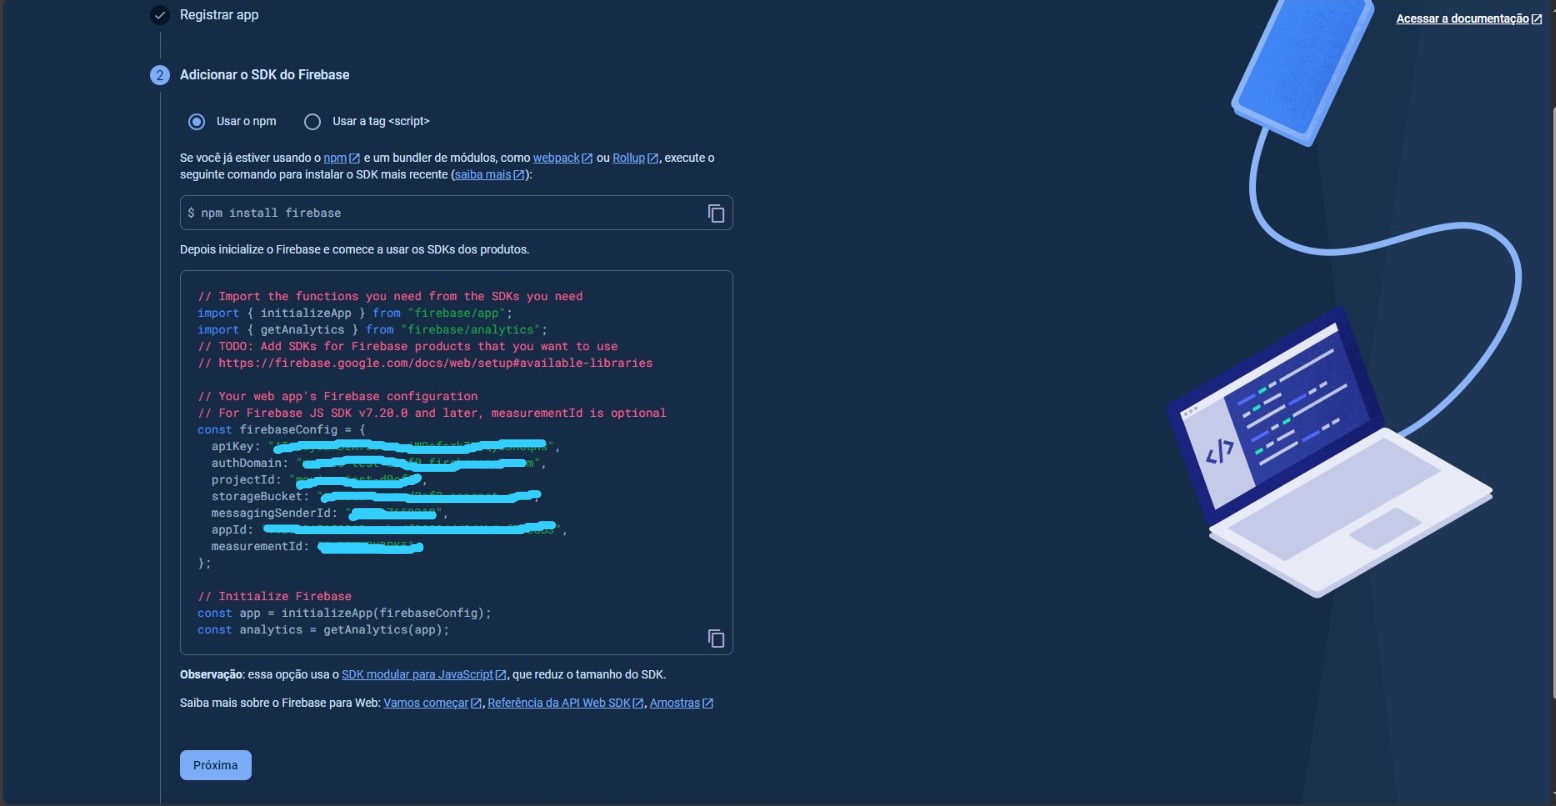 Registrar app
Acessar a documentação
2 Adicionar o SDK do Firebase
Usar o npm Usar a tag <script>
Se você já estiver usando o npm e um bundler de módulos, como webpack ou Rollup, execute o
seguinte comando para instalar o SDK mais recente (saiba mais):
$ npm install firebase
Depois inicialize o Firebase e comece a usar os SDKs dos produtos.
// Import the functions you need from the SDKs you need
import { initializeApp } from "firebase/app";
import { getAnalytics } from "firebase/analytics";
// TODO: Add SDKs for Firebase products that you want to use
// https://firebase.google.com/docs/web/setup#available-libraries
// Your web app's Firebase configuration
// For Firebase JS SDK v7.20.0 and later, measurementId is optional
const firebaseConfig = {
apiKey: "
authDomain: "
projectId: "
storageBucket: "
messagingSenderId: "
appId:
measurementId:
};
// Initialize Firebase
const app = initializeApp(firebaseConfig);
const analytics = getAnalytics(app);
Observação: essa opção usa o SDK modular para JavaScript, que reduz o tamanho do SDK.
Saiba mais sobre o Firebase para Web: Vamos começar, Referência da API Web SDK, Amostras
Próxima